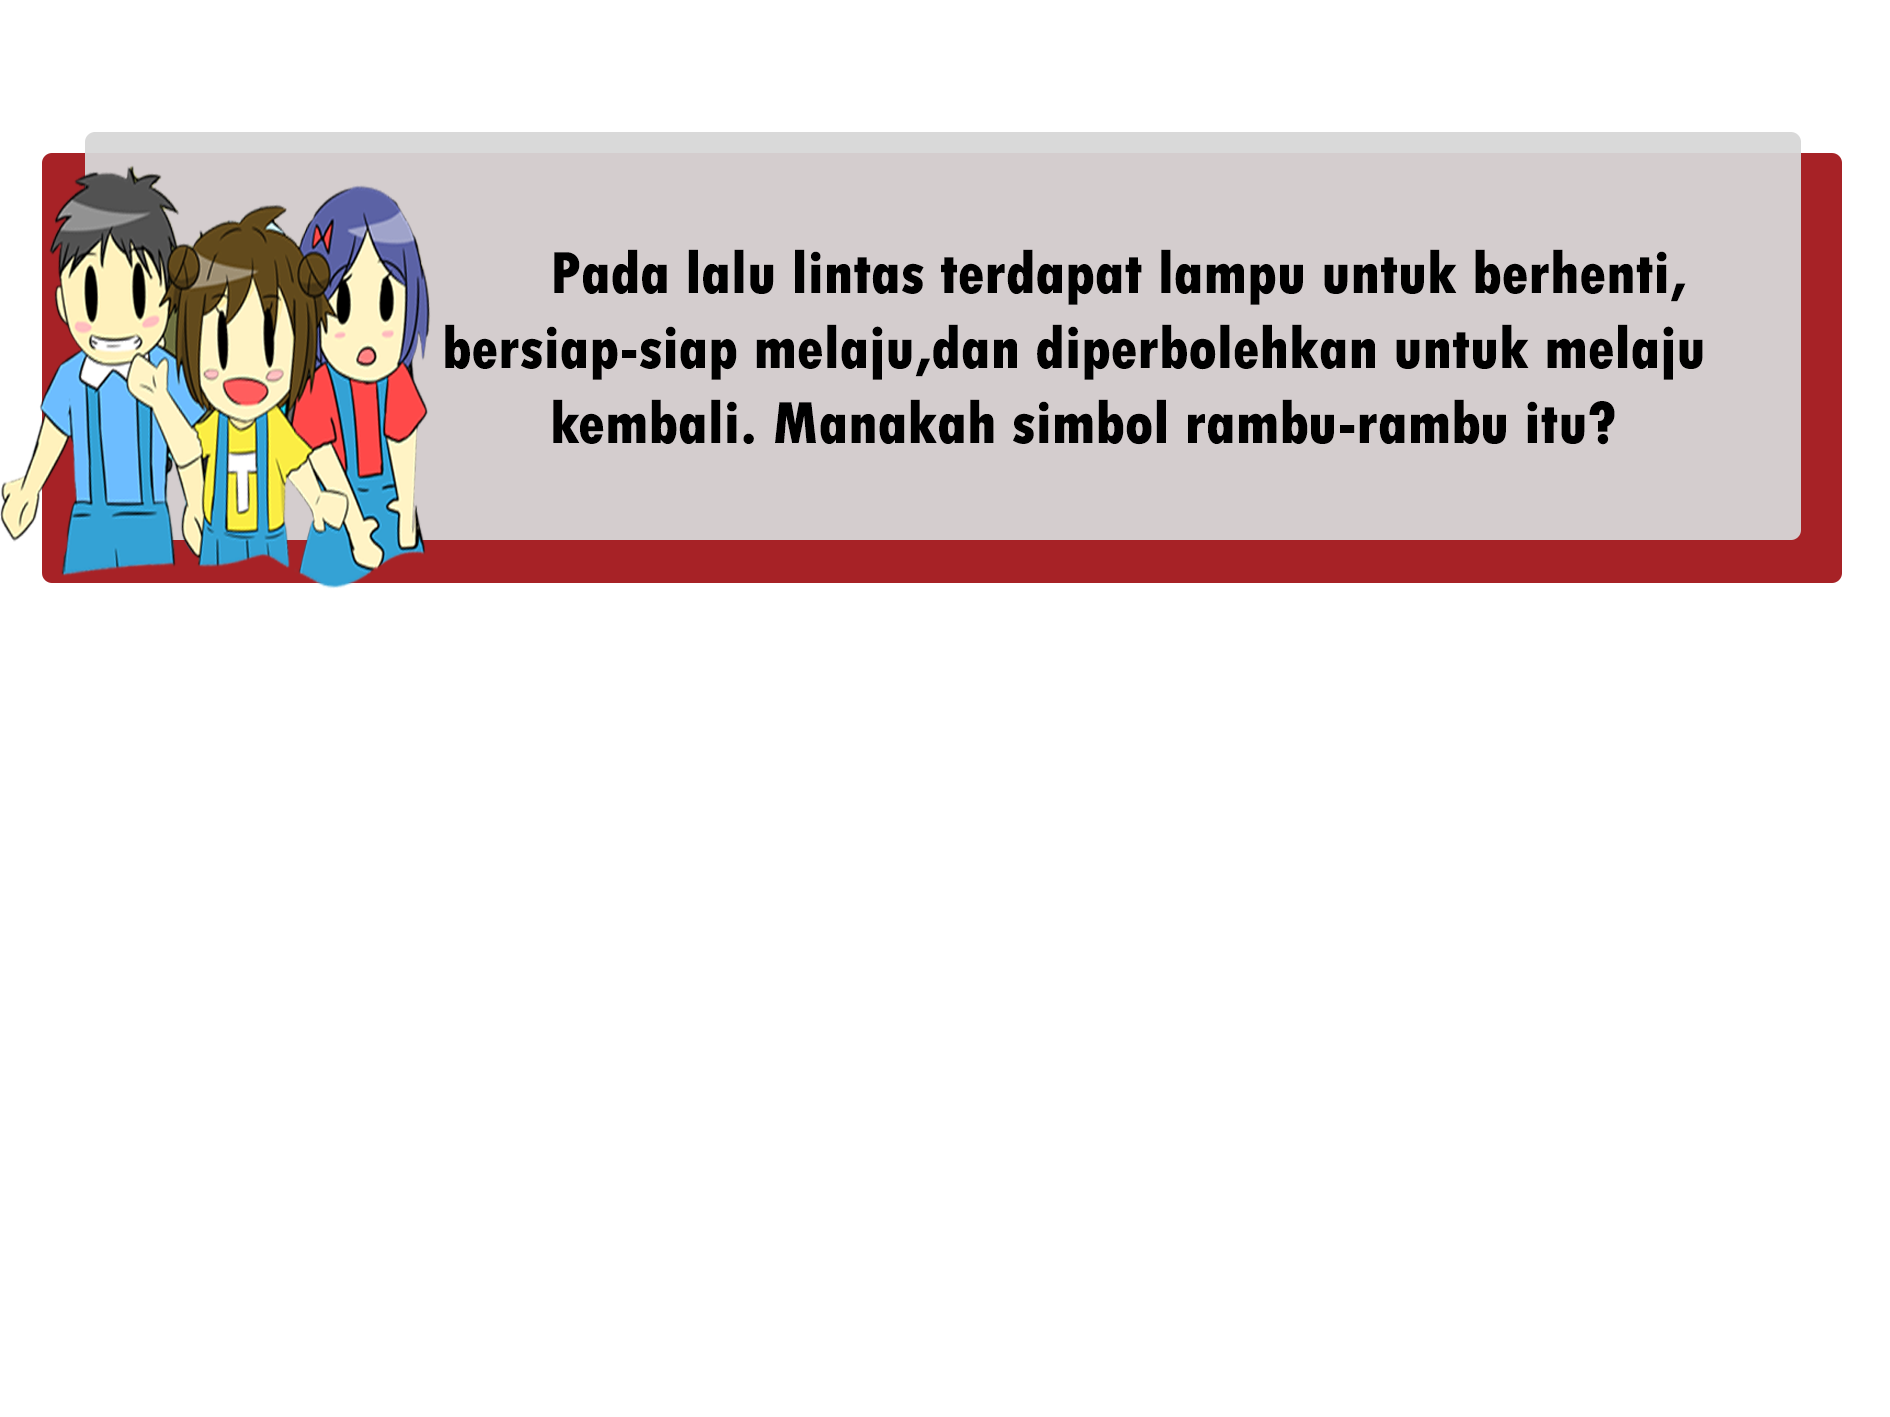 Pada lalu lintas terdapat lampu untuk berhenti,
bersiap-siap melaju,dan diperbolehkan untuk melaju
kembali. Manakah simbol rambu-rambu itu?
T